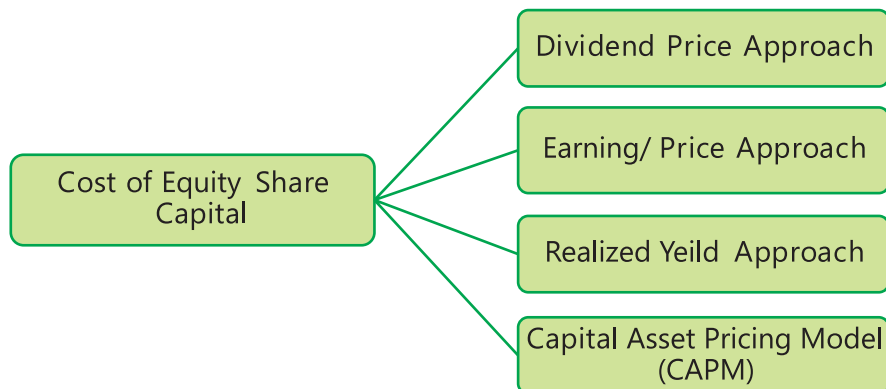 Cost of Equity Share
Capital
Dividend Price Approach
Earning/ Price Approach
Realized Yeild Approach
Capital Asset Pricing Model
(CAPM)